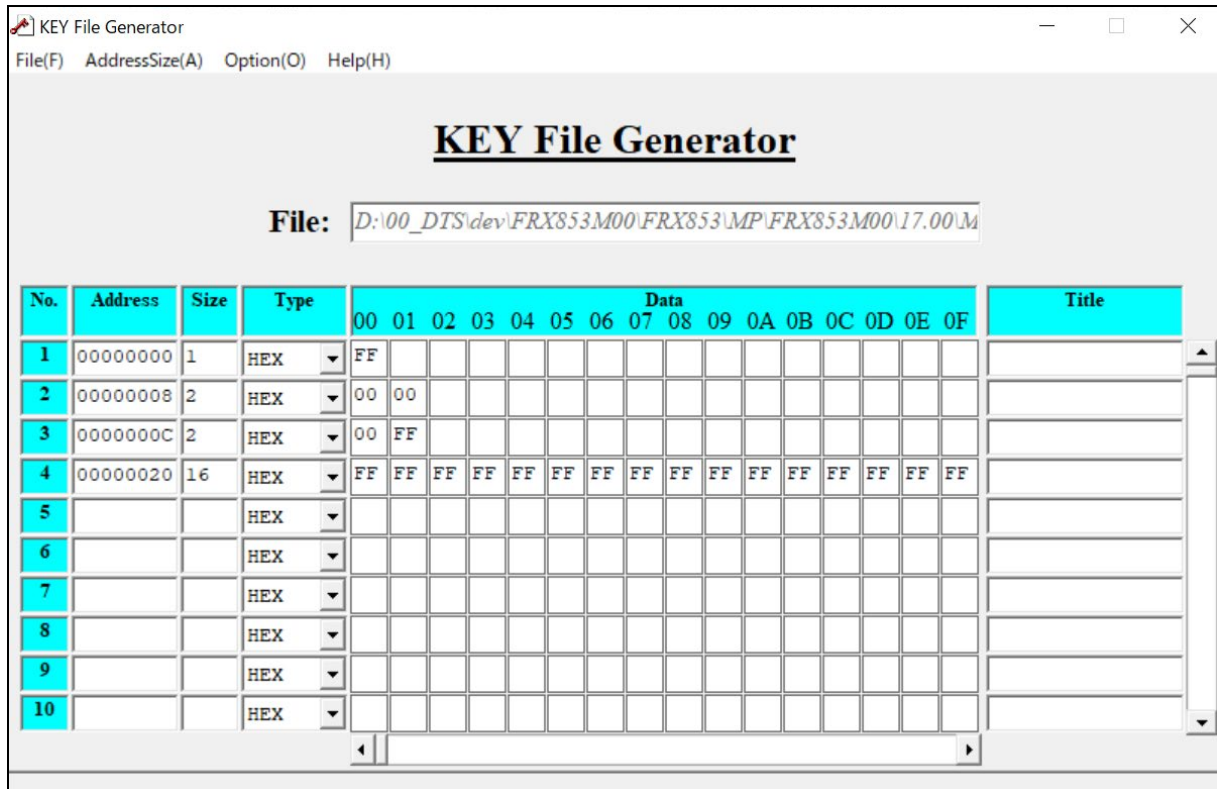 KEY File Generator
File(F) AddressSize(A) Option(O) Help(H)
KEY File Generator
File: D:\00_DTS\dev\FRX853M00\FRX853\MP\FRX853M00\17.00\M
No. Address Size Type Data Title
00 01 02 03 04 05 06 07 08 09 0A 0B 0C 0D 0E 0F
1 00000000 1 HEX FF
2 00000008 2 HEX 00 00
3 0000000C 2 HEX 00 FF
4 00000020 16 HEX FF FF FF FF FF FF FF FF FF FF FF FF FF FF FF FF
5 HEX
6 HEX
7 HEX
8 HEX
9 HEX
10 HEX